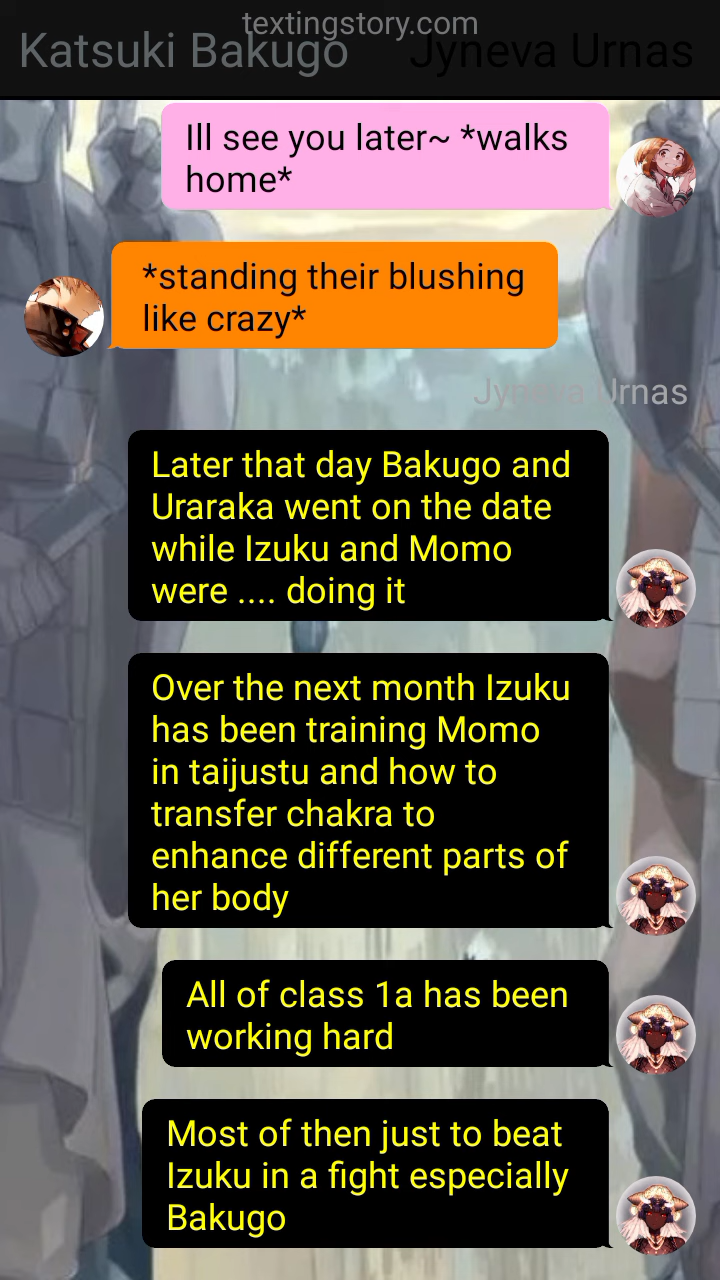 textingstory.com
Katsuki Bakugo Jyneva Urnas
Ill see you later~ *walks
home*
*standing their blushing
like crazy*
Jyneva Urnas
Later that day Bakugo and
Uraraka went on the date
while Izuku and Momo
were .... doing it
Over the next month Izuku
has been training Momo
in taijustu and how to
transfer chakra to
enhance different parts of
her body
All of class 1a has been
working hard
Most of then just to beat
Izuku in a fight especially
Bakugo